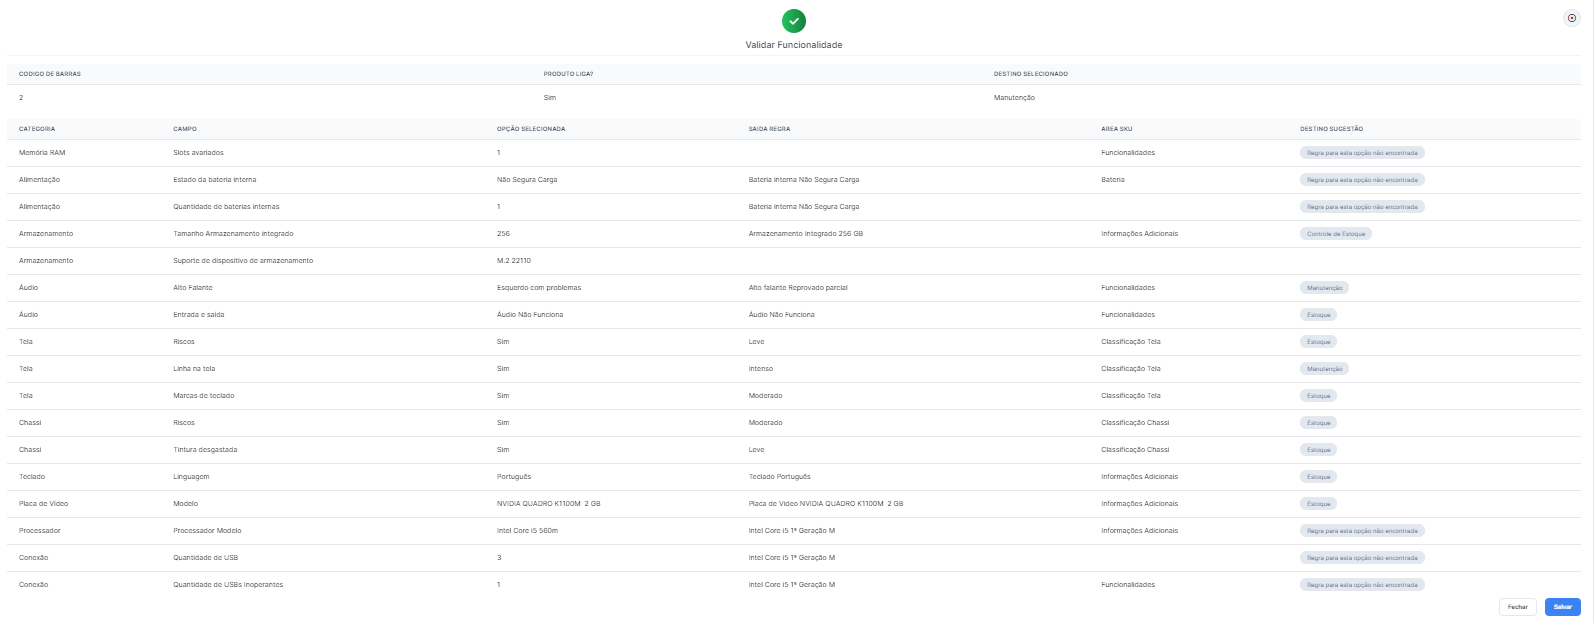 Validar Funcionalidade
CODIGO DE BARRAS PRODUTO LIGA? DESTINO SELECIONADO
2 Sim Manutenção
CATEGORIA CAMPO OPÇÃO SELECIONADA SAIDA REGRA AREA SKU DESTINO SUGESTÃO
Memória RAM Slots avariados 1 Funcionalidades Regra para esta opção não encontrada
Alimentação Estado da bateria interna Não Segura Carga Bateria interna Não Segura Carga Bateria Regra para esta opção não encontrada
Alimentação Quantidade de baterias internas 1 Bateria interna Não Segura Carga Regra para esta opção não encontrada
Armazenamento Tamanho Armazenamento integrado 256 Armazenamento Integrado 256 GB Informações Adicionais Controle de Estoque
Armazenamento Suporte de dispositivo de armazenamento M.2 22110
Áudio Alto Falante Esquerdo com problemas Alto falante Reprovado parcial Funcionalidades Manutenção
Áudio Entrada e saída Áudio Não Funciona Áudio Não Funciona Funcionalidades Estoque
Tela Riscos Sim Leve Classificação Tela Estoque
Tela Linha na tela Sim Intenso Classificação Tela Manutenção
Tela Marcas de teclado Sim Moderado Classificação Tela Estoque
Chassi Riscos Sim Moderado Classificação Chassi Estoque
Chassi Tintura desgastada Sim Leve Classificação Chassi Estoque
Teclado Linguagem Português Teclado Português Informações Adicionais Estoque
Placa de Vídeo Modelo NVIDIA QUADRO K1100M 2 GB Placa de Vídeo NVIDIA QUADRO K1100M 2 GB Informações Adicionais Estoque
Processador Processador Modelo Intel Core i5 560m Intel Core i5 1ª Geração M Informações Adicionais Regra para esta opção não encontrada
Conexão Quantidade de USB 3 Intel Core i5 1ª Geração M Regra para esta opção não encontrada
Conexão Quantidade de USBs Inoperantes 1 Intel Core i5 1ª Geração M Funcionalidades Regra para esta opção não encontrada
Fechar Salvar